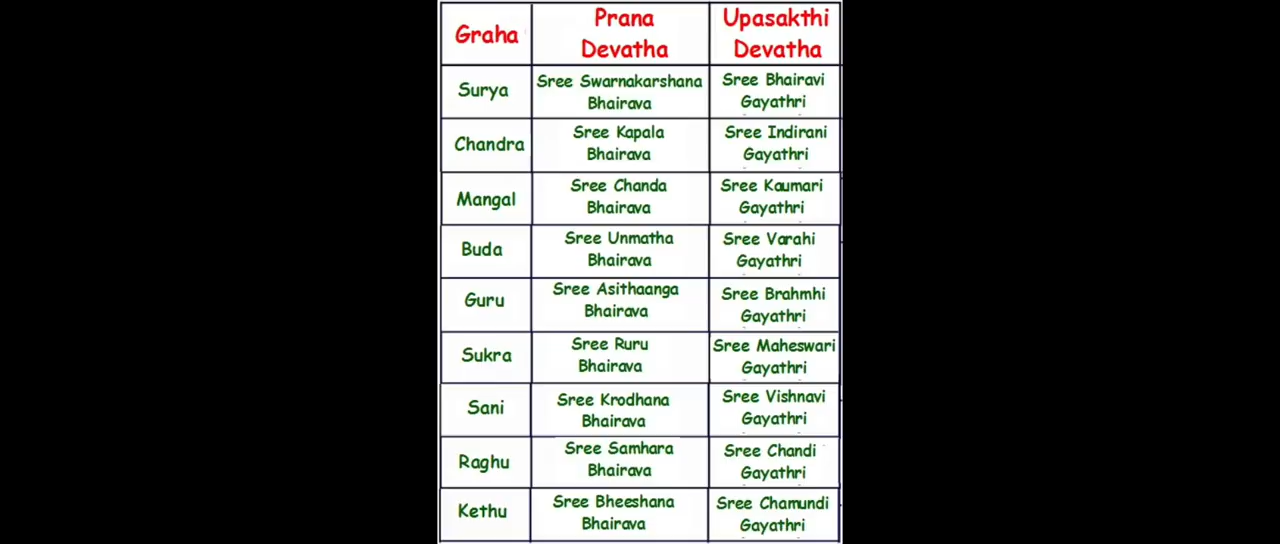 Graha
Prana
Devatha
Upasakthi
Devatha
Surya
Sree Swarnakarshana
Bhairava
Sree Bhairavi
Gayathri
Chandra
Sree Kapala
Bhairava
Sree Indirani
Gayathri
Mangal
Sree Chanda
Bhairava
Sree Kaumari
Gayathri
Buda
Sree Unmatha
Bhairava
Sree Varahi
Gayathri
Guru
Sree Asithaanga
Bhairava
Sree Brahmhi
Gayathri
Sukra
Sree Ruru
Bhairava
Sree Maheswari
Gayathri
Sani
Sree Krodhana
Bhairava
Sree Vishnavi
Gayathri
Raghu
Sree Samhara
Bhairava
Sree Chandi
Gayathri
Kethu
Sree Bheeshana
Bhairava
Sree Chamundi
Gayathri